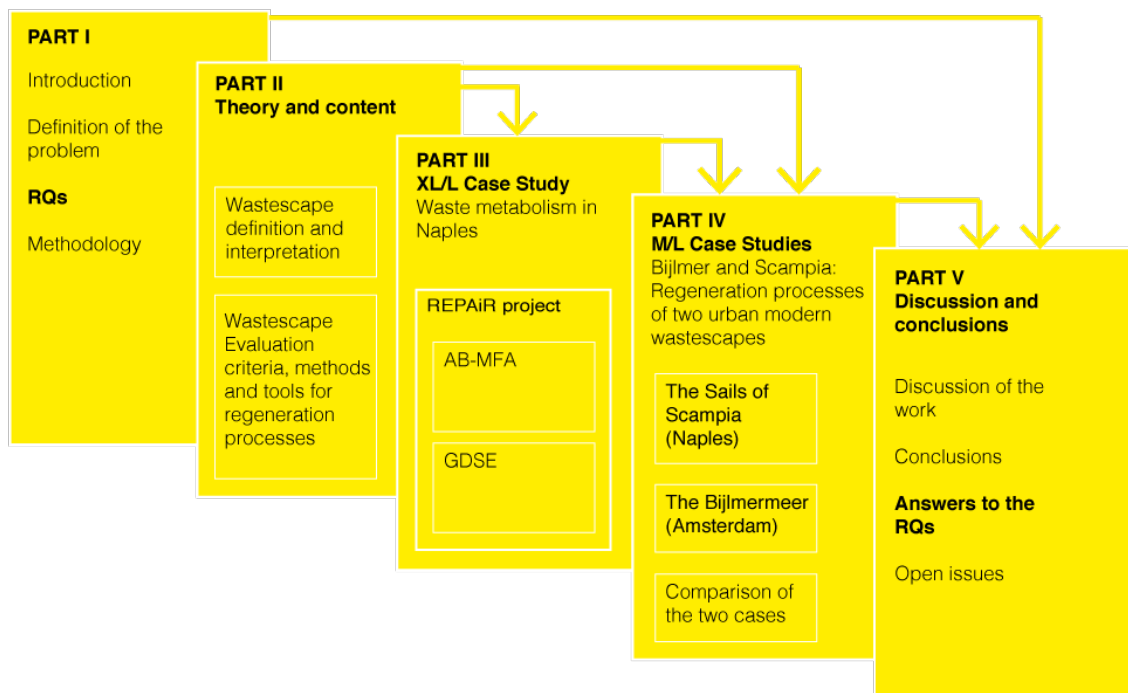 PART I
Introduction
Definition of the
problem
RQs
Methodology
PART II
Theory and content
Wastescape
definition and
interpretation
Wastescape
Evaluation
criteria, methods
and tools for
regeneration
processes
PART III
XL/L Case Study
Waste metabolism in
Naples
REPAiR project
AB-MFA
GDSE
PART IV
M/L Case Studies
Bijlmer and Scampia:
Regeneration processes
of two urban modern
wastescapes
The Sails of
Scampia
(Naples)
The Bijlmermeer
(Amsterdam)
Comparison of
the two cases
PART V
Discussion and
conclusions
Discussion of the
work
Conclusions
Answers to the
RQs
Open issues